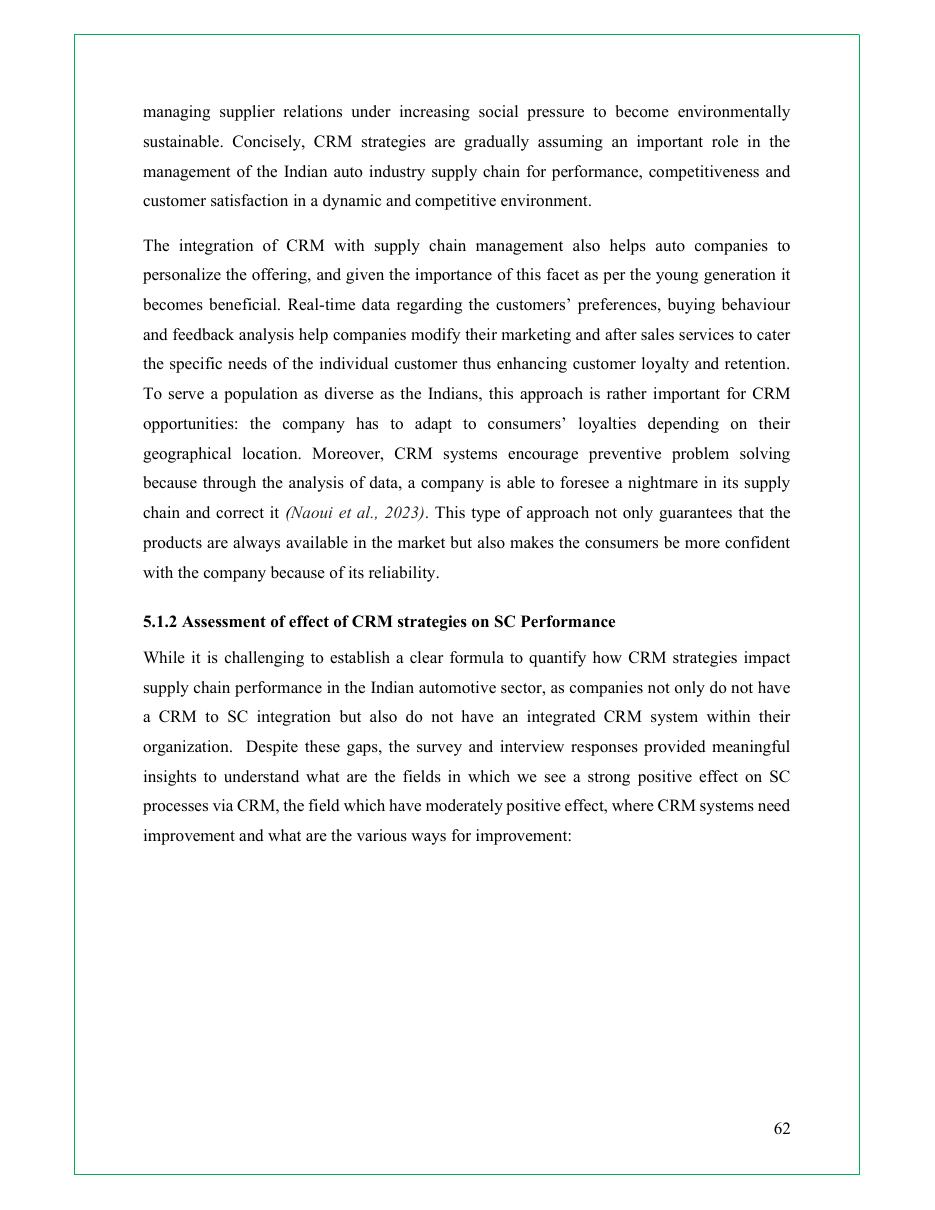 managing supplier relations under increasing social pressure to become environmentally
sustainable. Concisely, CRM strategies are gradually assuming an important role in the
management of the Indian auto industry supply chain for performance, competitiveness and
customer satisfaction in a dynamic and competitive environment.
The integration of CRM with supply chain management also helps auto companies to
personalize the offering, and given the importance of this facet as per the young generation it
becomes beneficial. Real-time data regarding the customers’ preferences, buying behaviour
and feedback analysis help companies modify their marketing and after sales services to cater
the specific needs of the individual customer thus enhancing customer loyalty and retention.
To serve a population as diverse as the Indians, this approach is rather important for CRM
opportunities: the company has to adapt to consumers’ loyalties depending on their
geographical location. Moreover, CRM systems encourage preventive problem solving
because through the analysis of data, a company is able to foresee a nightmare in its supply
chain and correct it (Naoui et al., 2023). This type of approach not only guarantees that the
products are always available in the market but also makes the consumers be more confident
with the company because of its reliability.
5.1.2 Assessment of effect of CRM strategies on SC Performance
While it is challenging to establish a clear formula to quantify how CRM strategies impact
supply chain performance in the Indian automotive sector, as companies not only do not have
a CRM to SC integration but also do not have an integrated CRM system within their
organization.  Despite these gaps, the survey and interview responses provided meaningful
insights to understand what are the fields in which we see a strong positive effect on SC
processes via CRM, the field which have moderately positive effect, where CRM systems need
improvement and what are the various ways for improvement:
62